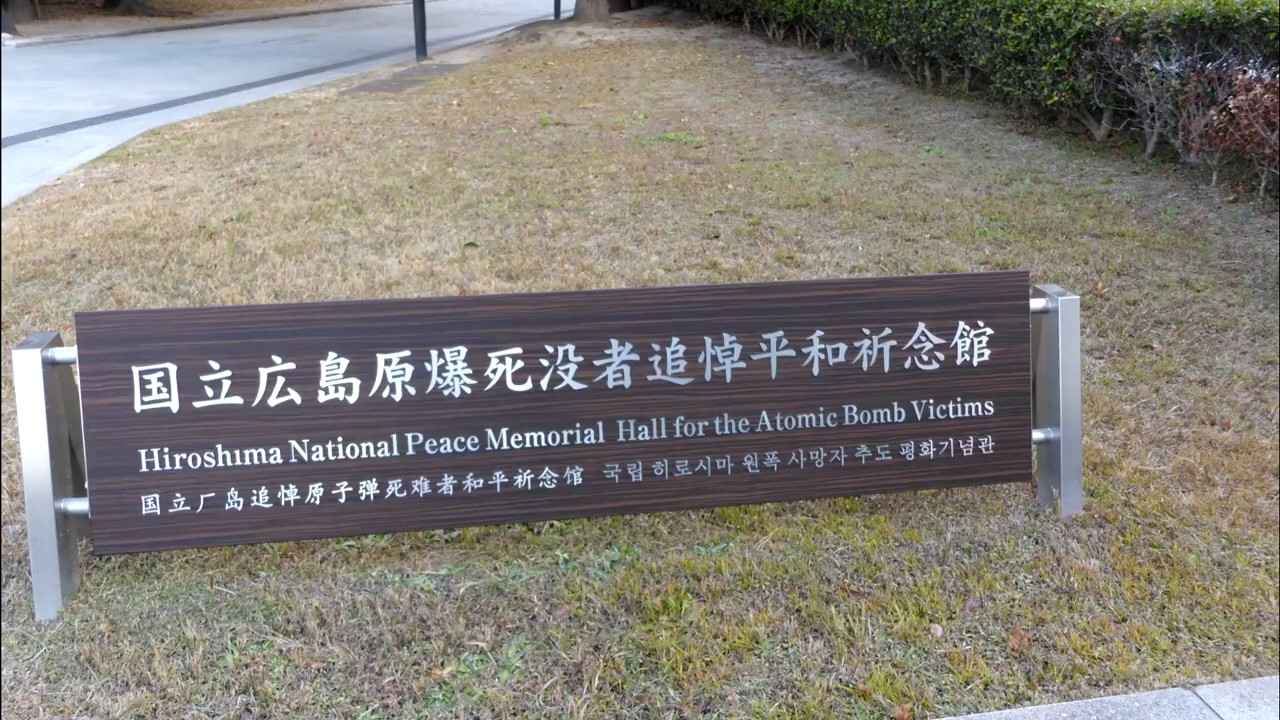 国立広島原爆死没者追悼平和祈念館
Hiroshima National Peace Memorial Hall for the Atomic Bomb Victims
国立广岛追悼原子弹死难者和平祈念馆 국립 히로시마 원폭 사망자 추도 평화기념관